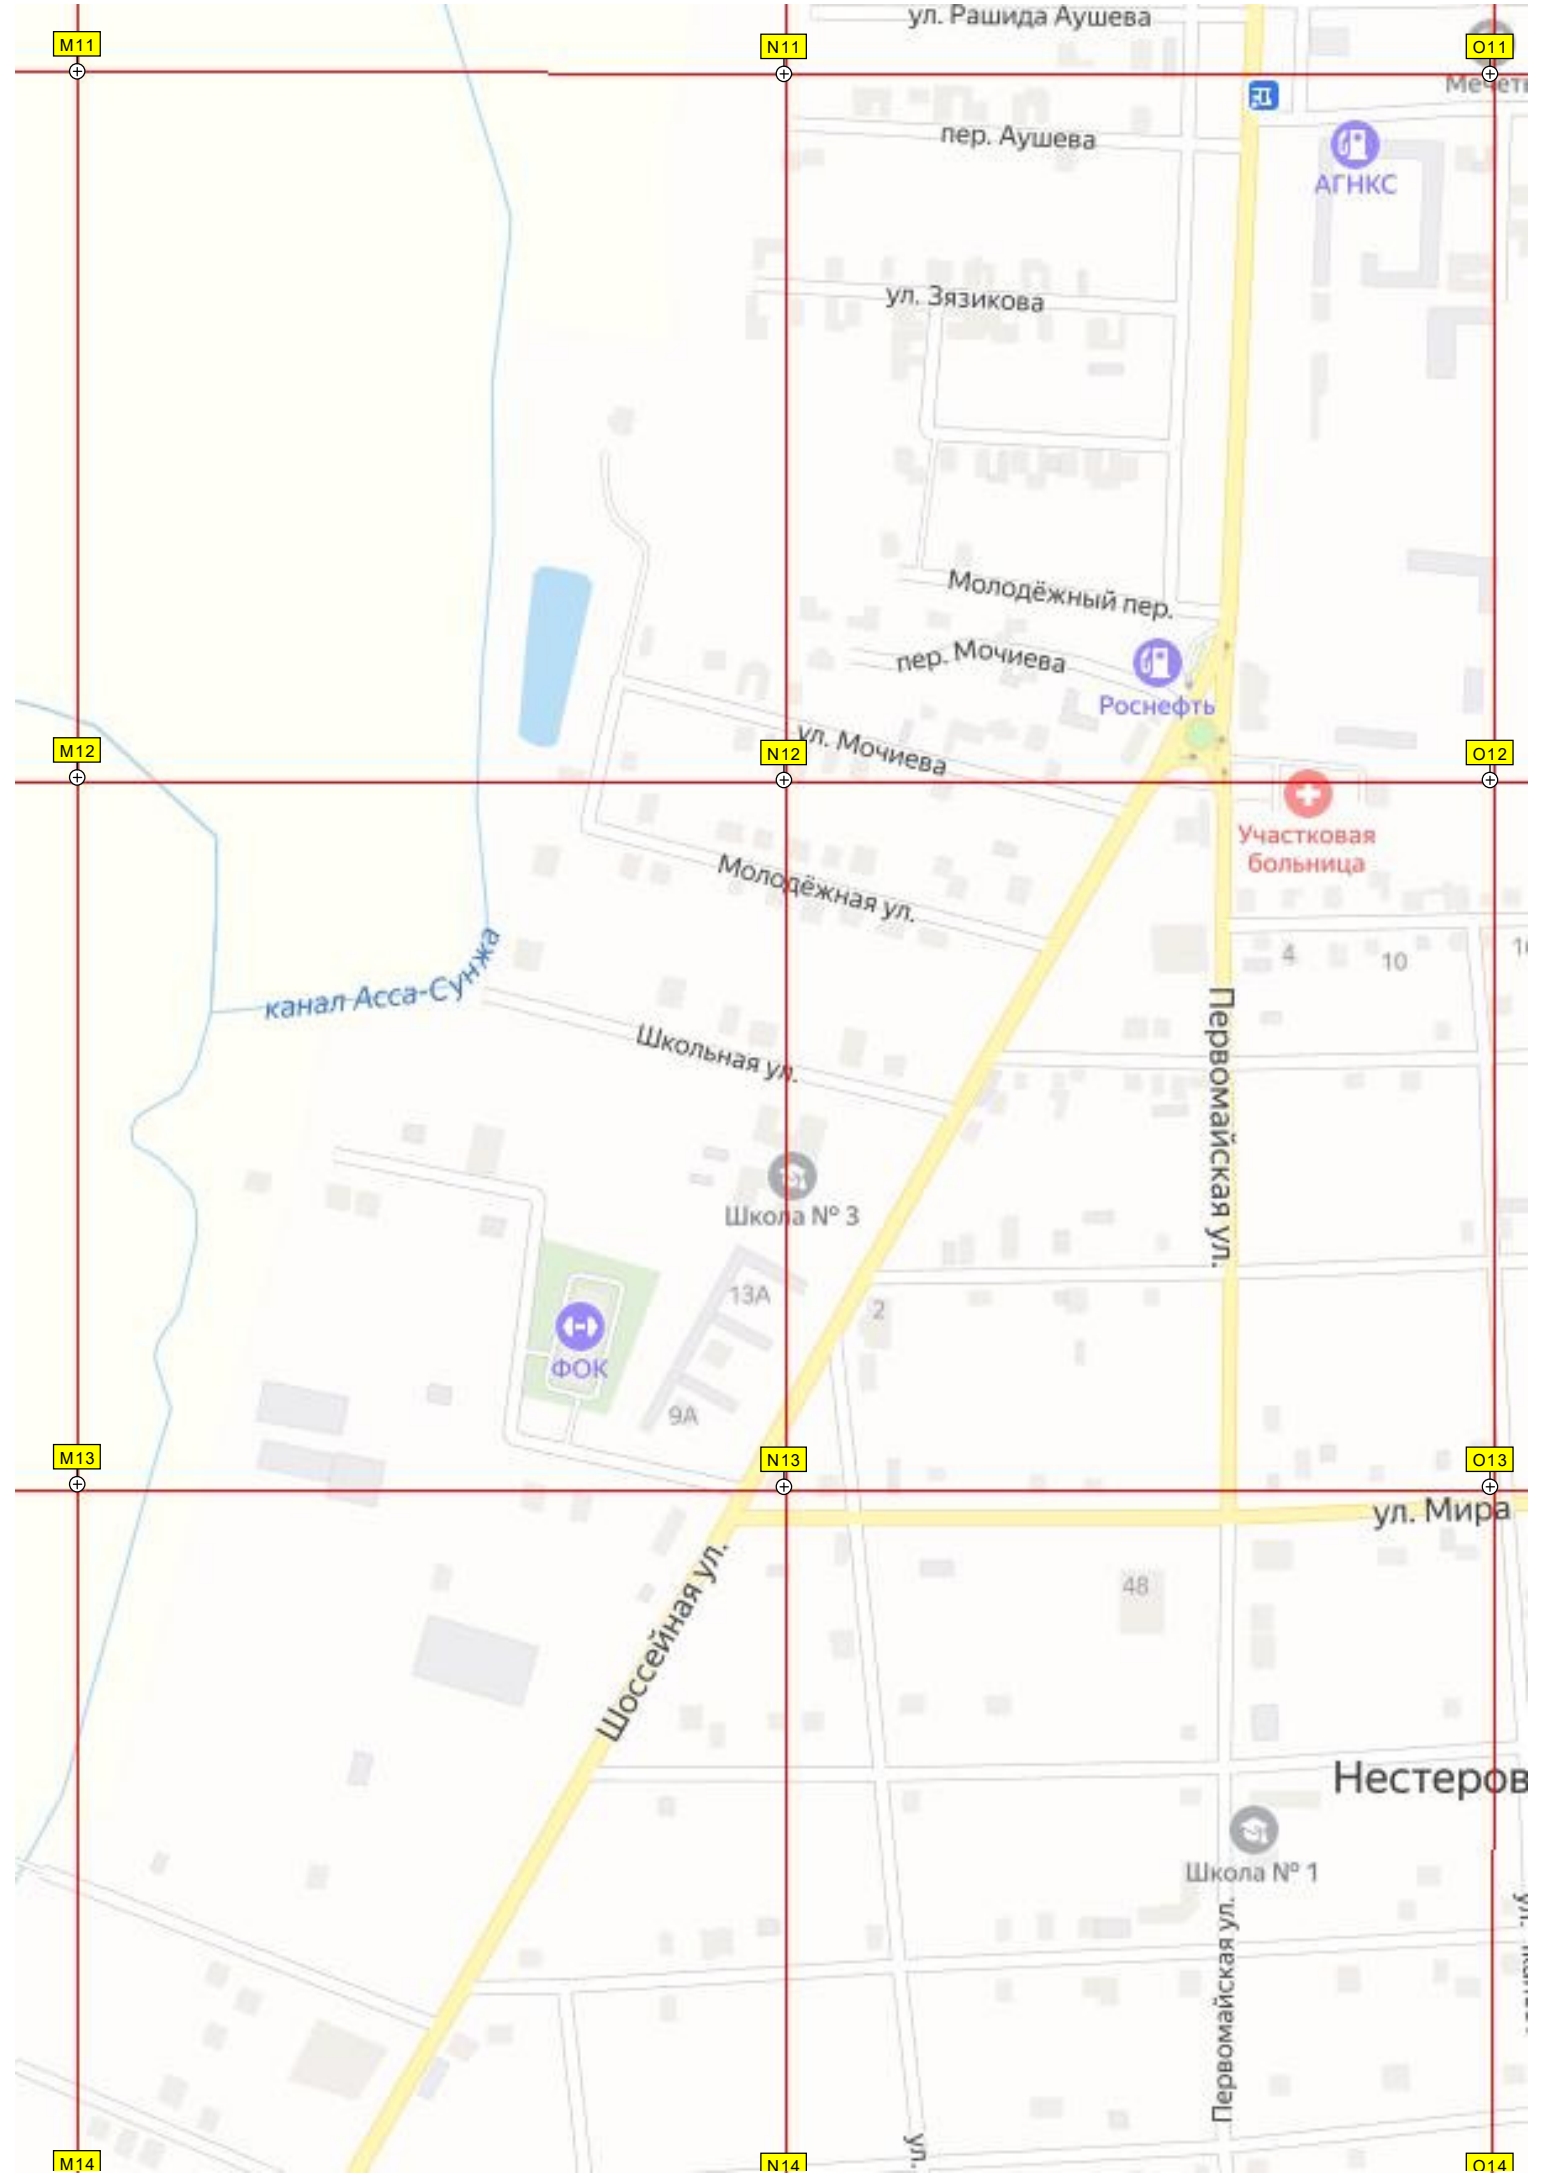 ул. Рашида Аушева
M11
N11
O11
Мечеть
пер. Аушева
АГНКС
ул. Зязикова
Молодёжный пер.
пер. Мочиева
Роснефть
ул. Мочиева
M12
N12
O12
Участковая
больница
Молодёжная ул.
канал Асса-Сунжа
4
10
Школьная ул.
Первомайская ул.
Школа № 3
13А
2
ФОК
9А
M13
N13
O13
ул. Мира
Шоссейная ул.
48
Нестеров
Школа № 1
Первомайская ул.
ул.
M14
N14
O14